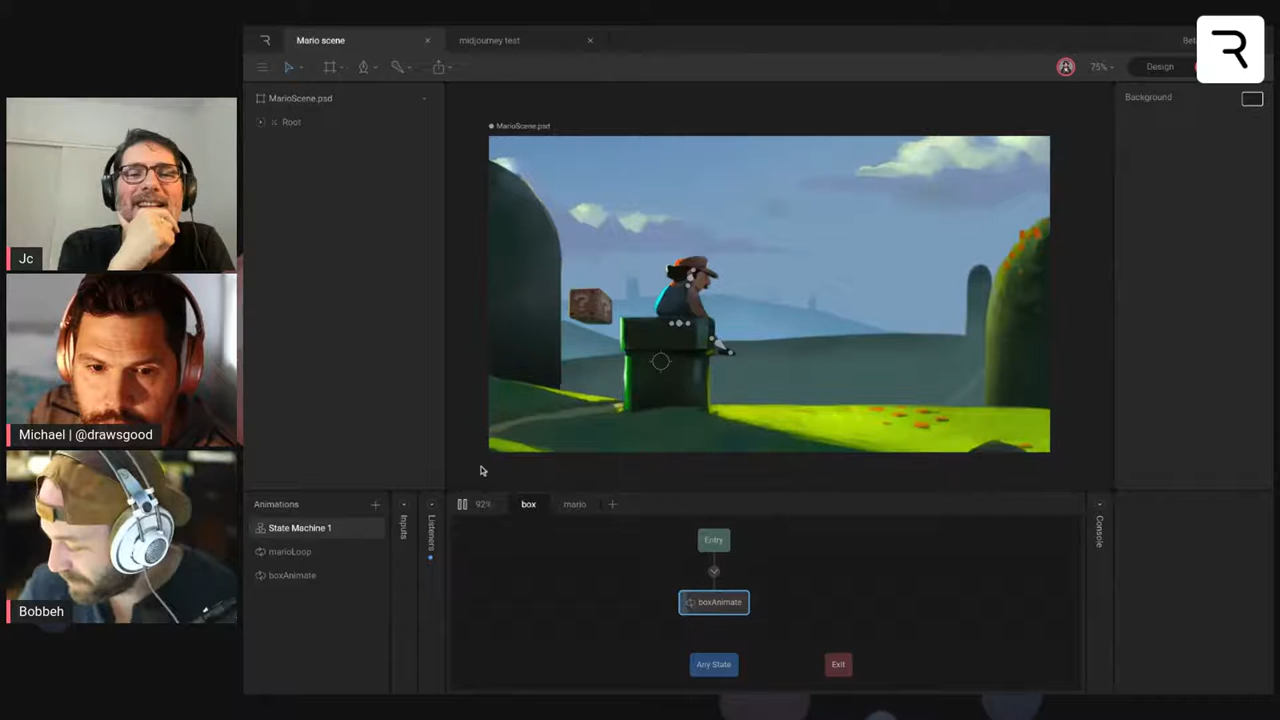 Mario scene
midjourney test
Beta
75%
Design
MarioScene.psd
Root
MarioScene.psd
Background
Jc
Michael | @drawsgood
Bobbeh
Animations
State Machine 1
marioLoop
boxAnimate
Inputs
Listeners
92%
box
mario
Entry
boxAnimate
Any State
Exit
Console